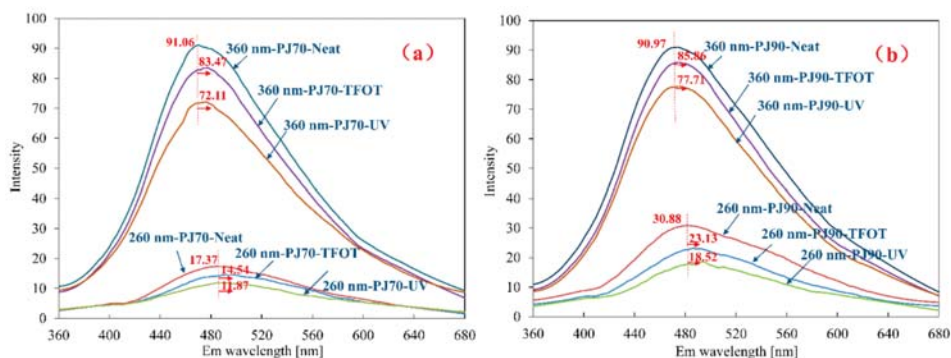 100
90
80
70
60
50
40
30
20
10
0
Intensity
91.06
83.47
72.11
(a)
360 nm-PJ70-Neat
360 nm-PJ70-TFOT
360 nm-PJ70-UV
260 nm-PJ70-Neat
260 nm-PJ70-TFOT
260 nm-PJ70-UV
17.37
14.54
11.87
360 400 440 480 520 560 600 640 680
Em wavelength [nm]
100
90
80
70
60
50
40
30
20
10
0
Intensity
90.97
85.86
77.71
(b)
360 nm-PJ90-Neat
360 nm-PJ90-TFOT
360 nm-PJ90-UV
260 nm-PJ90-Neat
260 nm-PJ90-TFOT
260 nm-PJ90-UV
30.88
23.13
18.52
360 400 440 480 520 560 600 640 680
Em wavelength [nm]